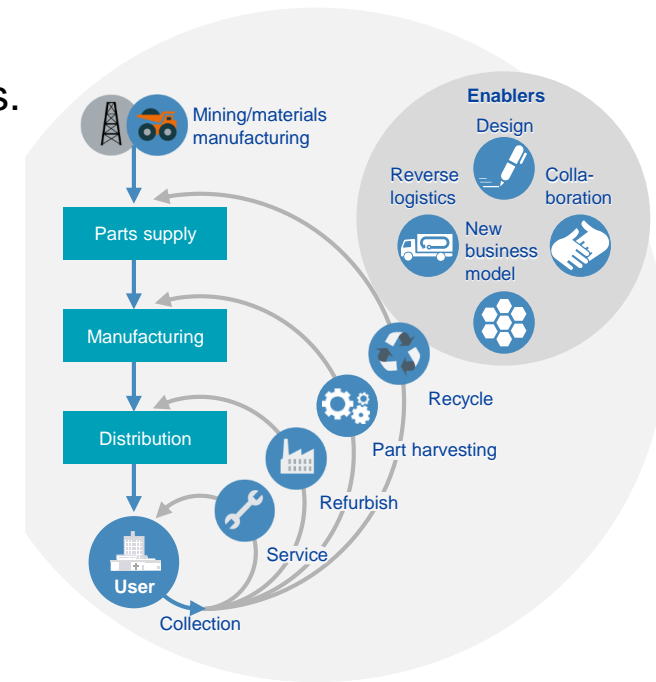 s.
Mining/materials
manufacturing
Parts supply
Manufacturing
Distribution
User
Collection
Service
Refurbish
Part harvesting
Recycle
Enablers
Design
Reverse
logistics
Colla-
boration
New
business
model